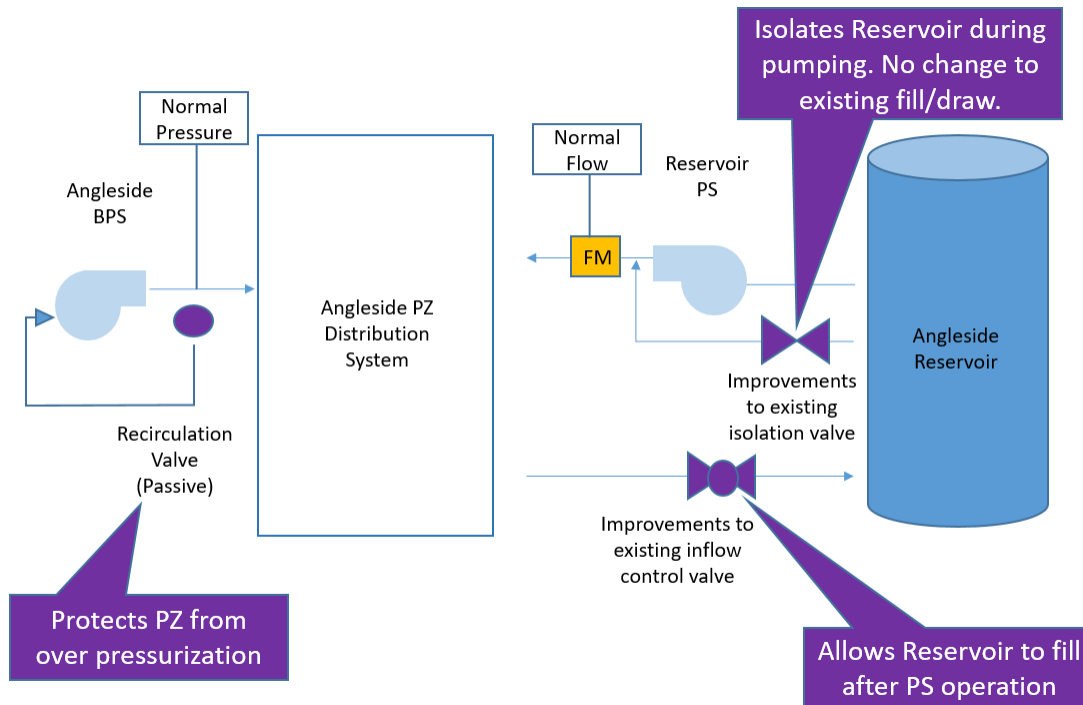 Isolates Reservoir during
pumping. No change to
existing fill/draw.
Normal
Pressure
Normal
Flow
Reservoir
PS
Angleside
BPS
FM
Angleside PZ
Distribution
System
Angleside
Reservoir
Improvements
to existing
isolation valve
Recirculation
Valve
(Passive)
Improvements to
existing inflow
control valve
Protects PZ from
over pressurization
Allows Reservoir to fill
after PS operation